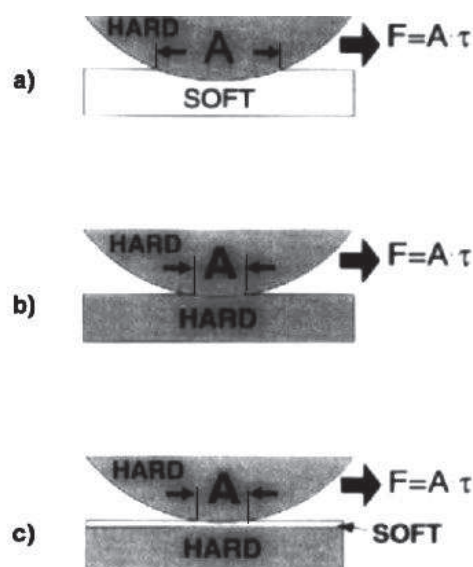 HARD
A
F=A·τ
a)
SOFT
HARD
A
F=A·τ
b)
HARD
HARD
A
F=A τ
SOFT
c)
HARD